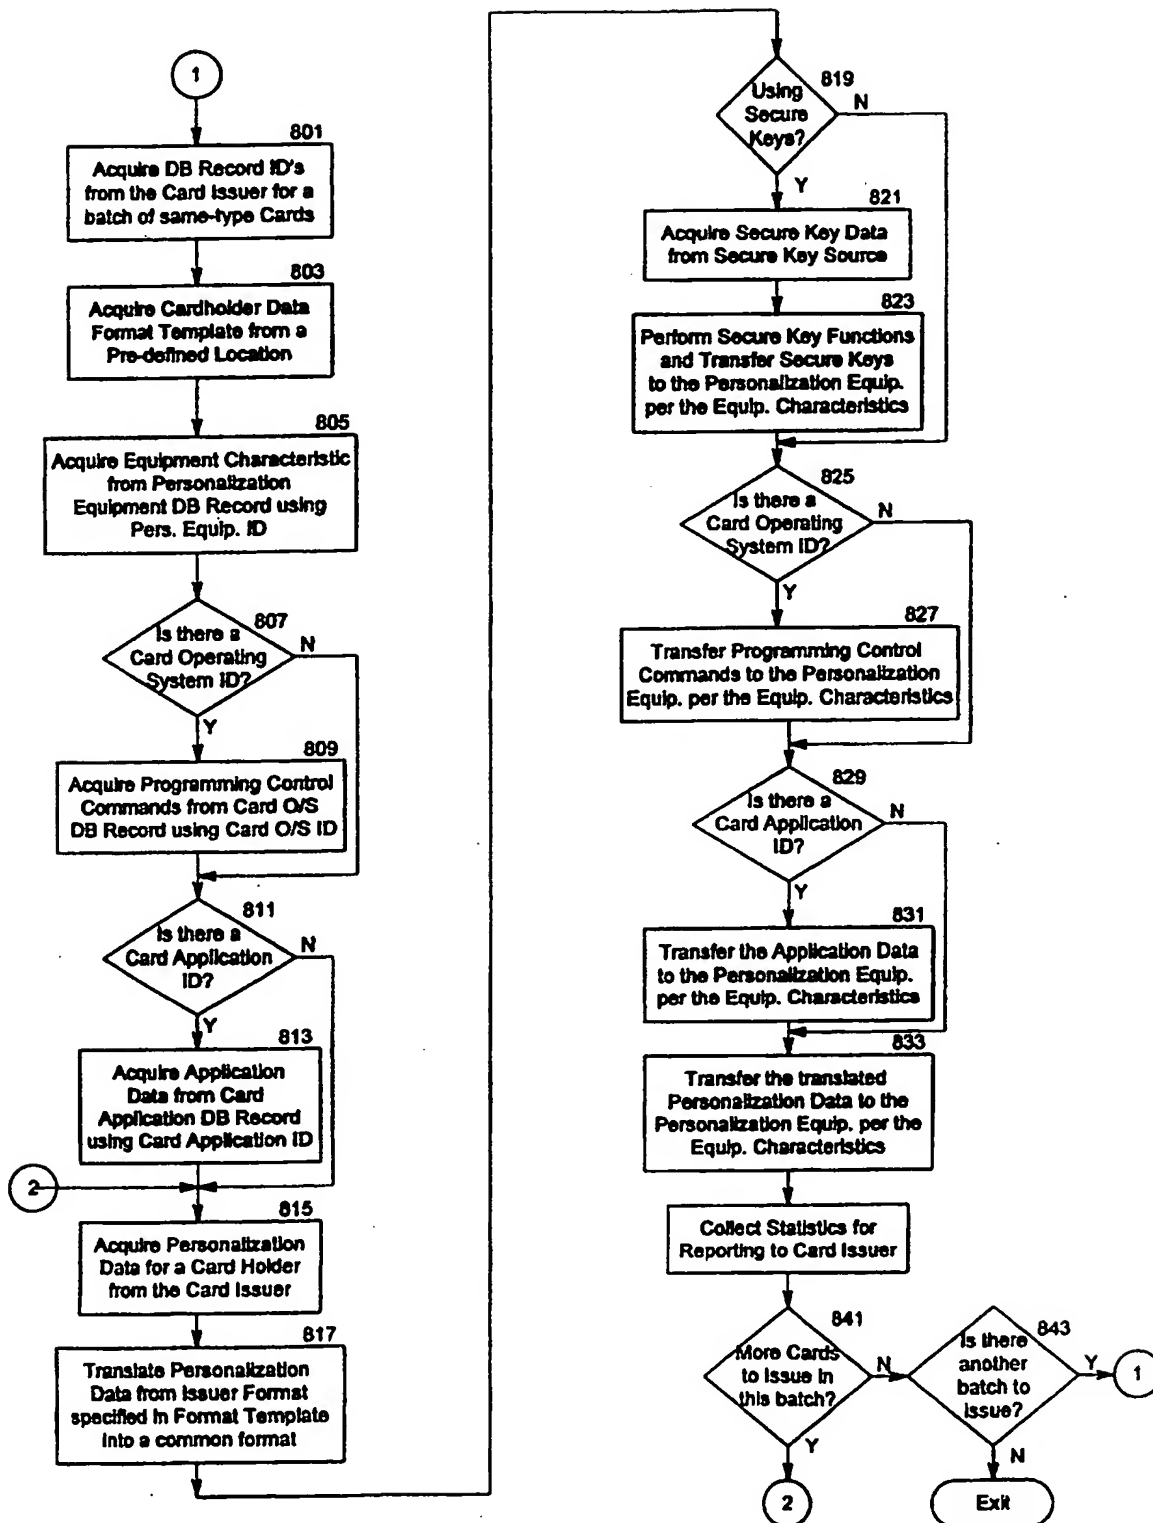 1
801
Acquire DB Record ID's
from the Card Issuer for a
batch of same-type Cards
803
Acquire Cardholder Data
Format Template from a
Pre-defined Location
805
Acquire Equipment Characteristic
from Personalization
Equipment DB Record using
Pers. Equip. ID
807
Is there a
Card Operating
System ID?
N
Y
809
Acquire Programming Control
Commands from Card O/S
DB Record using Card O/S ID
811
Is there a
Card Application
ID?
N
Y
813
Acquire Application
Data from Card
Application DB Record
using Card Application ID
2
815
Acquire Personalization
Data for a Card Holder
from the Card Issuer
817
Translate Personalization
Data from Issuer Format
specified in Format Template
into a common format
819
Using
Secure
Keys?
N
Y
821
Acquire Secure Key Data
from Secure Key Source
823
Perform Secure Key Functions
and Transfer Secure Keys
to the Personalization Equip.
per the Equip. Characteristics
825
Is there a
Card Operating
System ID?
N
Y
827
Transfer Programming Control
Commands to the Personalization
Equip. per the Equip. Characteristics
829
Is there a
Card Application
ID?
N
Y
831
Transfer the Application Data
to the Personalization Equip.
per the Equip. Characteristics
833
Transfer the translated
Personalization Data to the
Personalization Equip. per the
Equip. Characteristics
Collect Statistics for
Reporting to Card Issuer
841
More Cards
to Issue in
this batch?
N
Y
2
843
Is there
another
batch to
issue?
Y
1
N
Exit